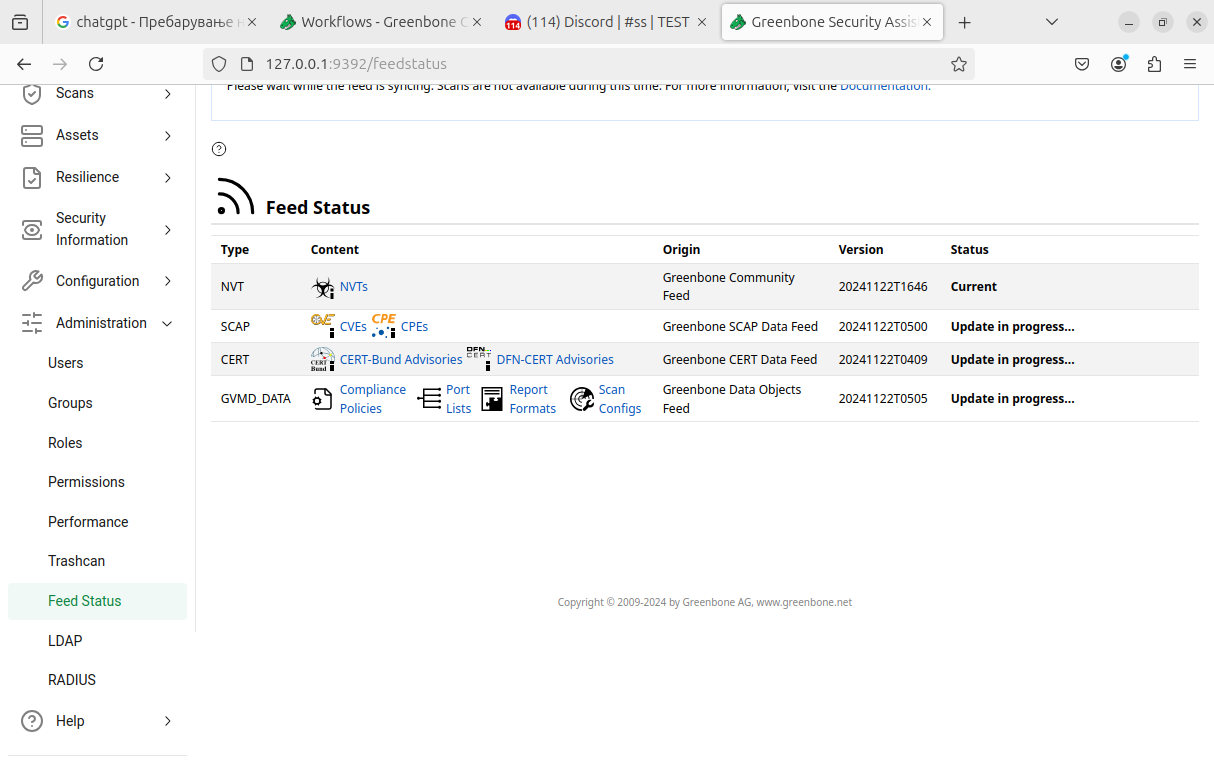 chatgpt - Пребарување н
Workflows - Greenbone C
114
(114) Discord | #ss | TEST
Greenbone Security Assis
127.0.0.1:9392/feedstatus
Scans
Assets
Resilience
Security
Information
Configuration
Administration
Users
Groups
Roles
Permissions
Performance
Trashcan
Feed Status
LDAP
RADIUS
Help
Please wait while the feed is syncing. Scans are not available during this time. For more information, visit the Documentation.
Feed Status
Type Content Origin Version Status
NVT NVTs Greenbone Community
Feed 20241122T1646 Current
SCAP CVE CVEs CPE CPEs Greenbone SCAP Data Feed 20241122T0500 Update in progress...
CERT CERT
Bund CERT-Bund Advisories DFN
CERT DFN-CERT Advisories Greenbone CERT Data Feed 20241122T0409 Update in progress...
GVMD_DATA Compliance
Policies Port
Lists Report
Formats Scan
Configs Greenbone Data Objects
Feed 20241122T0505 Update in progress...
Copyright © 2009-2024 by Greenbone AG, www.greenbone.net